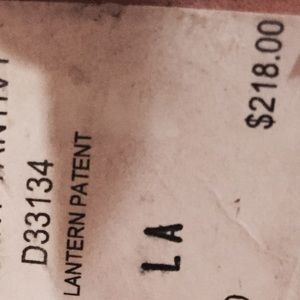 D33134
LANTERN PATENT
LA
$218.00